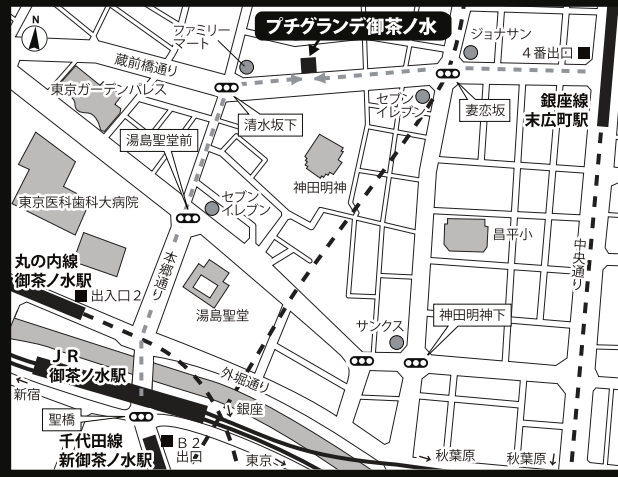 N
ファミリー
マート
プチグランデ御茶ノ水
ジョナサン
４番出口
蔵前橋通り
東京ガーデンパレス
セブン
イレブン
妻恋坂
銀座線
末広町駅
清水坂下
湯島聖堂前
神田明神
東京医科歯科大病院
セブン
イレブン
昌平小
中央通り
丸の内線
御茶ノ水駅
出入口２
本郷通り
湯島聖堂
神田明神下
サンクス
ＪＲ
御茶ノ水駅
外堀通り
←新宿
↓銀座
聖橋
千代田線
新御茶ノ水駅
Ｂ２
出口
東京→
→秋葉原
秋葉原↓